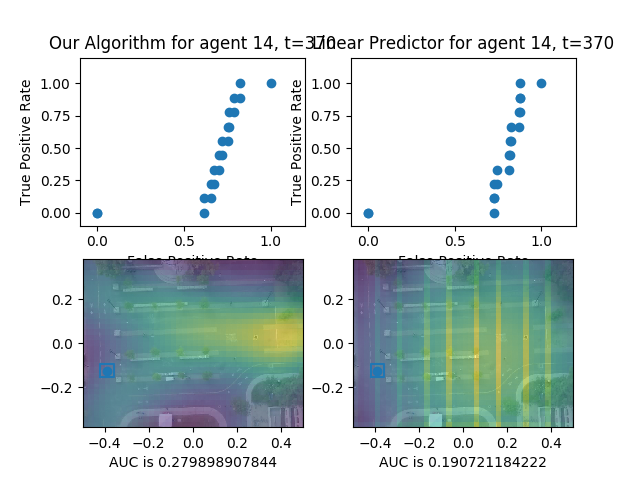 Our Algorithm for agent 14, t=370
Linear Predictor for agent 14, t=370
True Positive Rate
1.00
0.75
0.50
0.25
0.00
0.0 0.5 1.0
False Positive Rate
True Positive Rate
1.00
0.75
0.50
0.25
0.00
0.0 0.5 1.0
False Positive Rate
0.2
0.0
−0.2
−0.4 −0.2 0.0 0.2 0.4
AUC is 0.279898907844
0.2
0.0
−0.2
−0.4 −0.2 0.0 0.2 0.4
AUC is 0.190721184222